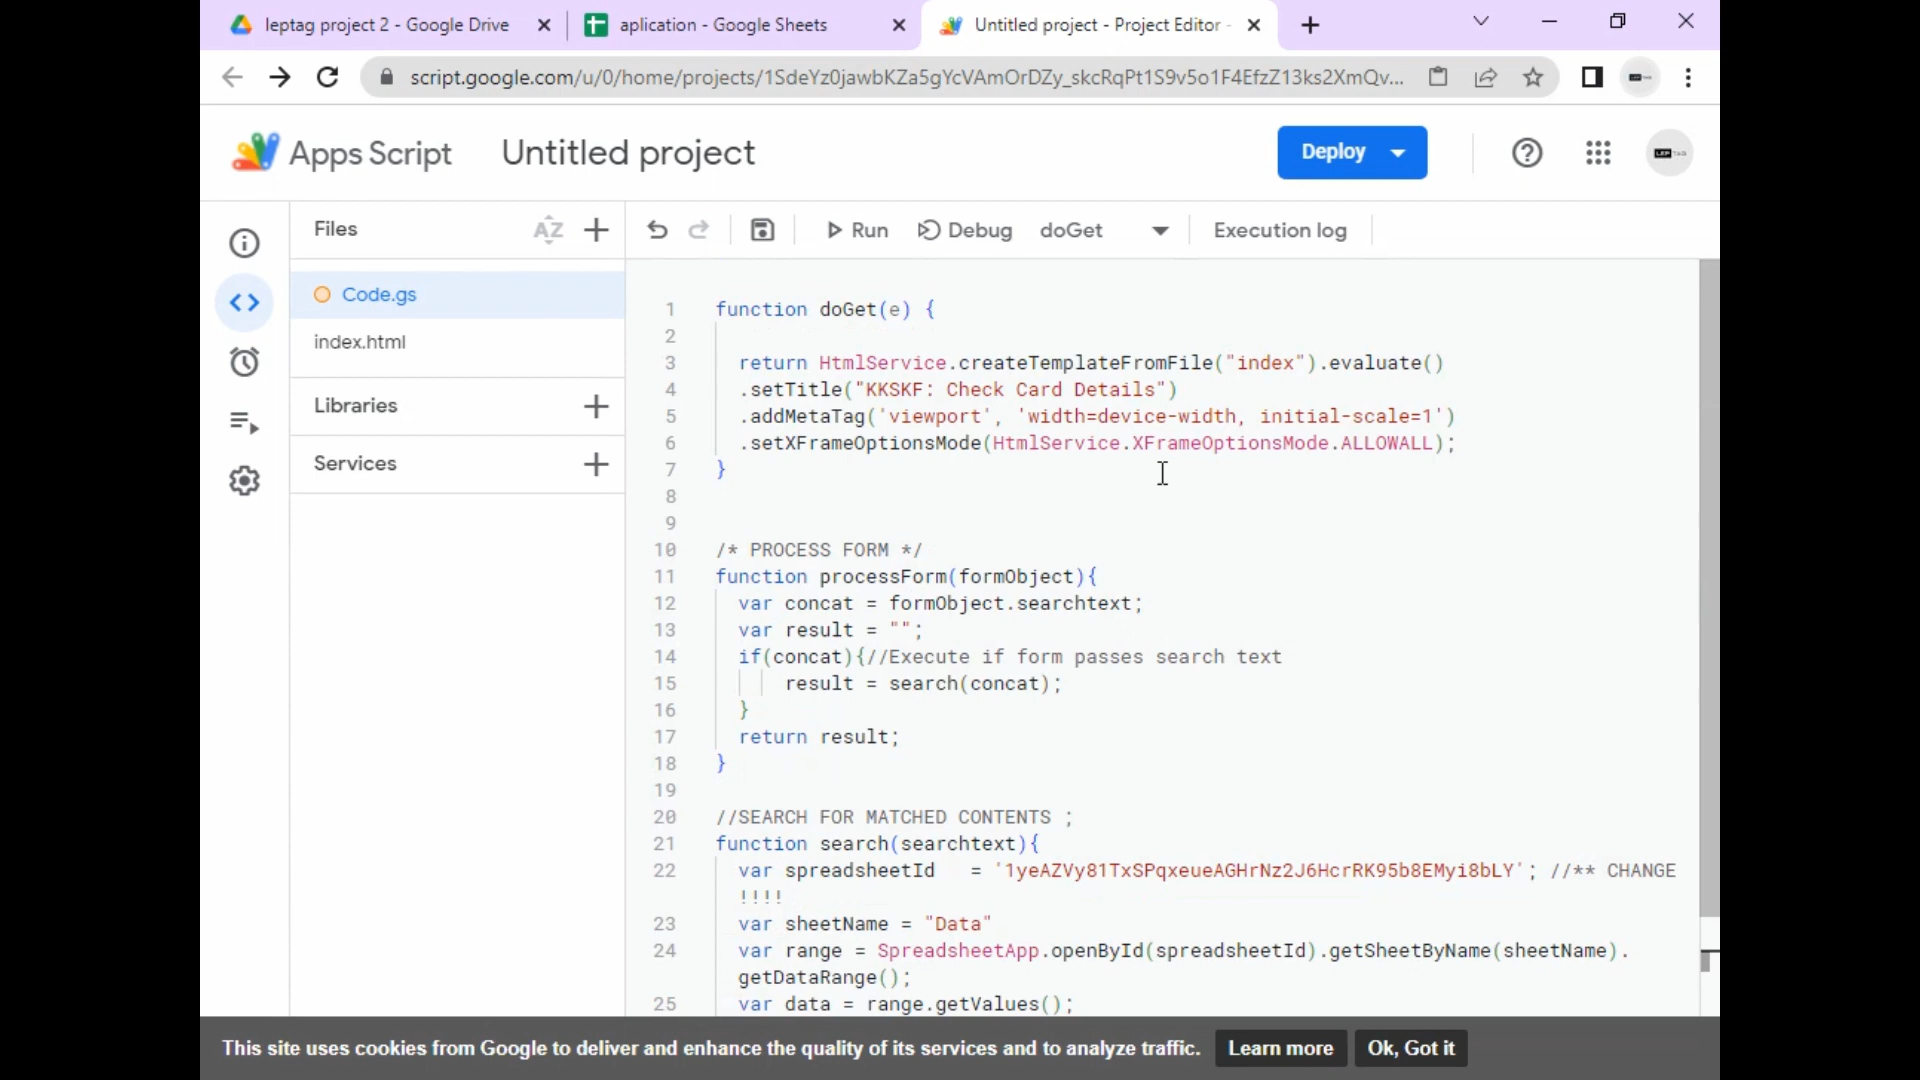 leptag project 2 - Google Drive
aplication - Google Sheets
Untitled project - Project Editor -
script.google.com/u/0/home/projects/1SdeYz0jawbKZa5gYcVAmOrDZy_skcRqPt1S9v5o1F4EfzZ13ks2XmQv...
Apps Script
Untitled project
Deploy
LEP TAG
Files
AZ
Run
Debug
doGet
Execution log
Code.gs
index.html
Libraries
Services
1 function doGet(e) {
2
3 return HtmlService.createTemplateFromFile("index").evaluate()
4 .setTitle("KKSKF: Check Card Details")
5 .addMetaTag('viewport', 'width=device-width, initial-scale=1')
6 .setXFrameOptionsMode(HtmlService.XFrameOptionsMode.ALLOWALL);
7 }
8
9
10 /* PROCESS FORM */
11 function processForm(formObject){
12 var concat = formObject.searchtext;
13 var result = "";
14 if(concat){//Execute if form passes search text
15 result = search(concat);
16 }
17 return result;
18 }
19
20 //SEARCH FOR MATCHED CONTENTS ;
21 function search(searchtext){
22 var spreadsheetId = '1yeAZVy81TxSPqxeueAGHrNz2J6HcrRK95b8EMyi8bLY'; //** CHANGE
!!!!
23 var sheetName = "Data"
24 var range = SpreadsheetApp.openById(spreadsheetId).getSheetByName(sheetName).
getDataRange();
25 var data = range.getValues();
This site uses cookies from Google to deliver and enhance the quality of its services and to analyze traffic.
Learn more
Ok, Got it